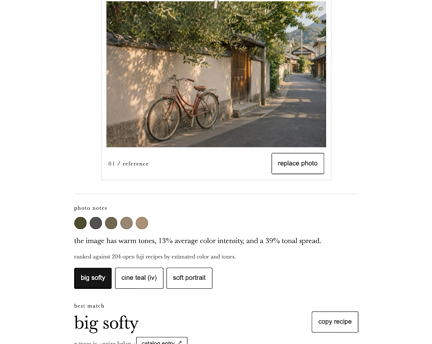 01 / reference
replace photo
photo notes
the image has warm tones, 13% average color intensity, and a 39% tonal spread.
ranked against 204 open fuji recipes by estimated color and tones.
big softy
cine teal (iv)
soft portrait
best match
big softy
copy recipe
catalog entry